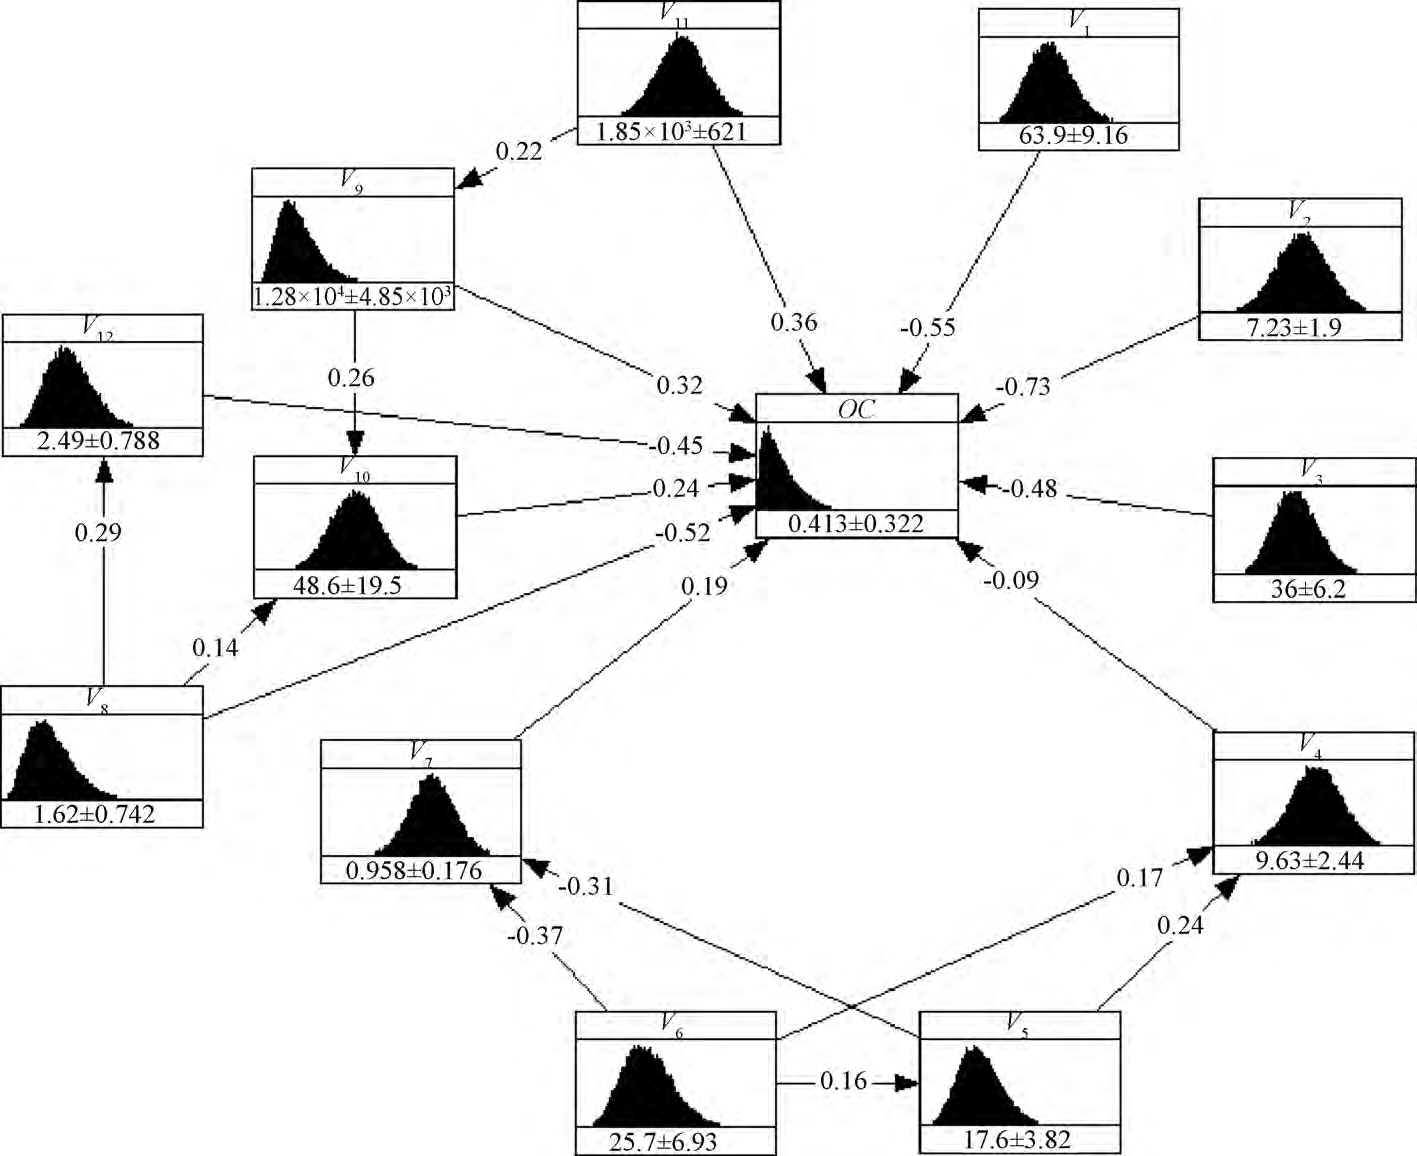 V11
1.85×10³±621
V1
63.9±9.16
0.22
V9
1.28×10⁴±4.85×10³
V2
7.23±1.9
V12
2.49±0.788
0.36
-0.55
0.26
0.32
-0.73
OC
0.413±0.322
-0.45
V10
48.6±19.5
0.24
-0.48
V3
36±6.2
0.29
-0.52
0.19
-0.09
0.14
V8
1.62±0.742
V7
0.958±0.176
V4
9.63±2.44
-0.31
0.17
-0.37
0.24
V6
25.7±6.93
0.16
V5
17.6±3.82